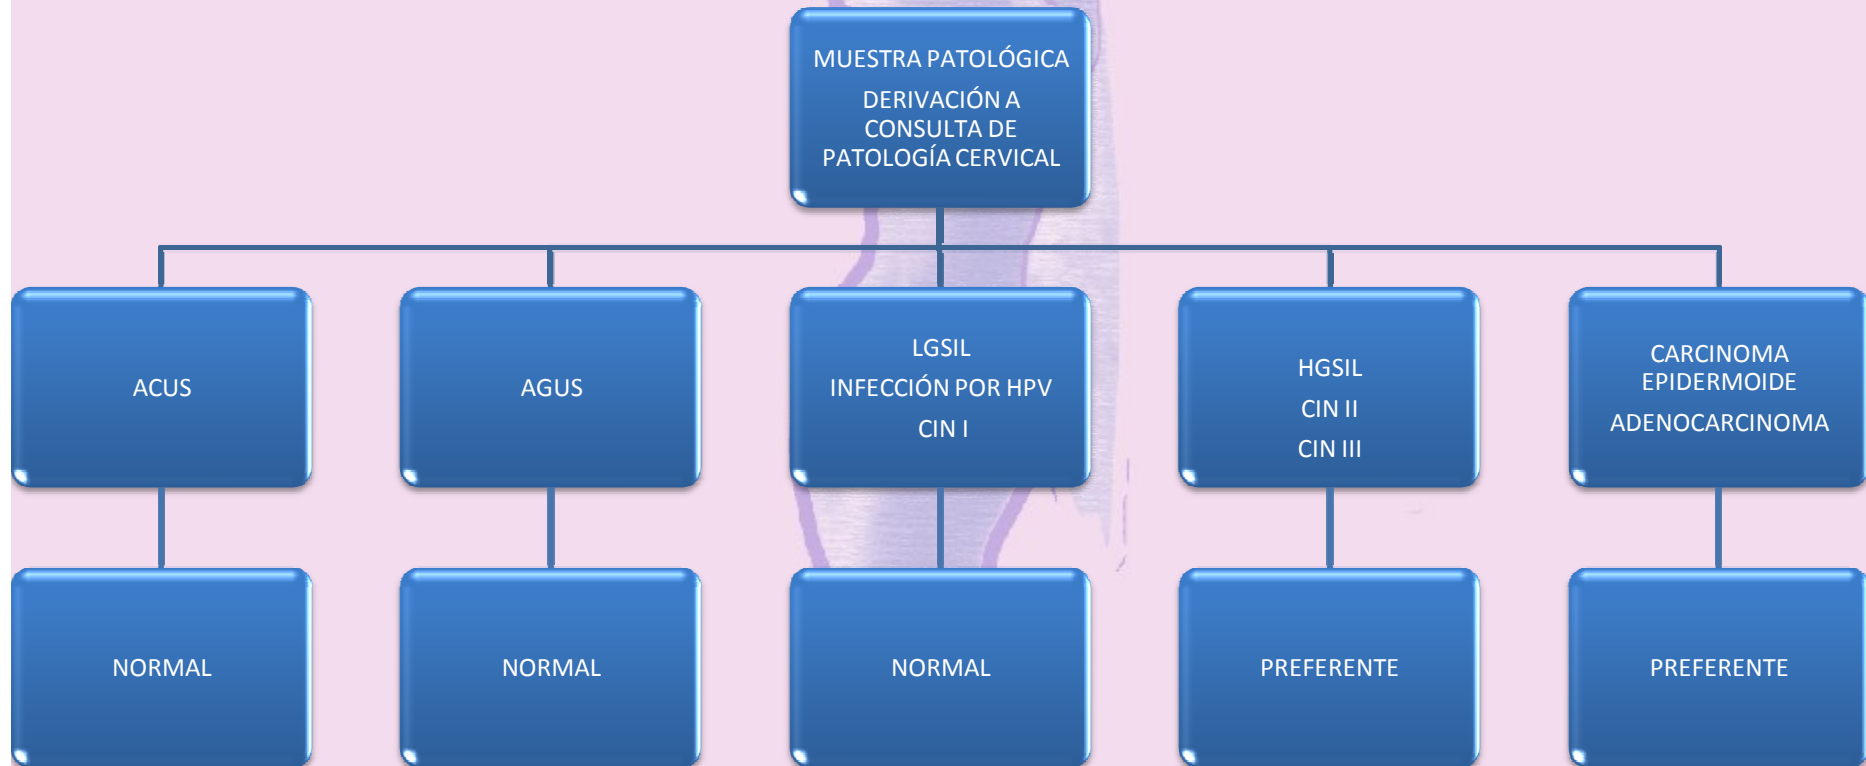 MUESTRA PATOLÓGICA
DERIVACIÓN A
CONSULTA DE
PATOLOGÍA CERVICAL
ACUS
AGUS
LGSIL
INFECCIÓN POR HPV
CIN I
HGSIL
CIN II
CIN III
CARCINOMA
EPIDERMOIDE
ADENOCARCINOMA
NORMAL
NORMAL
NORMAL
PREFERENTE
PREFERENTE